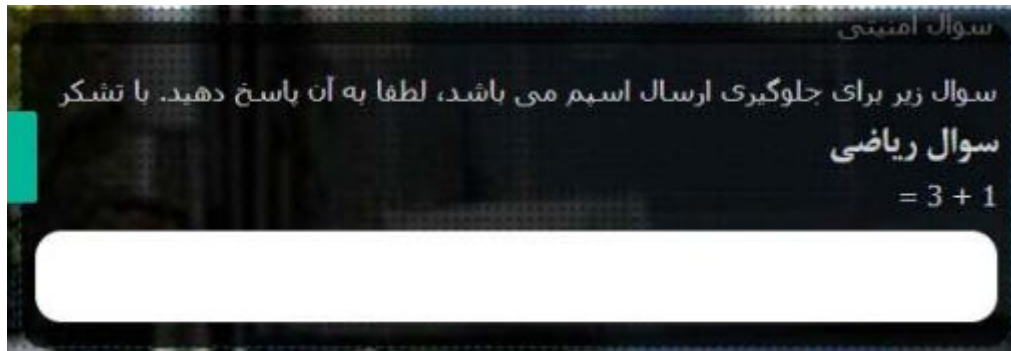 سوال امنیتی
سوال زیر برای جلوگیری ارسال اسپم می باشد، لطفا به آن پاسخ دهید. با تشکر
سوال ریاضی
= 3 + 1